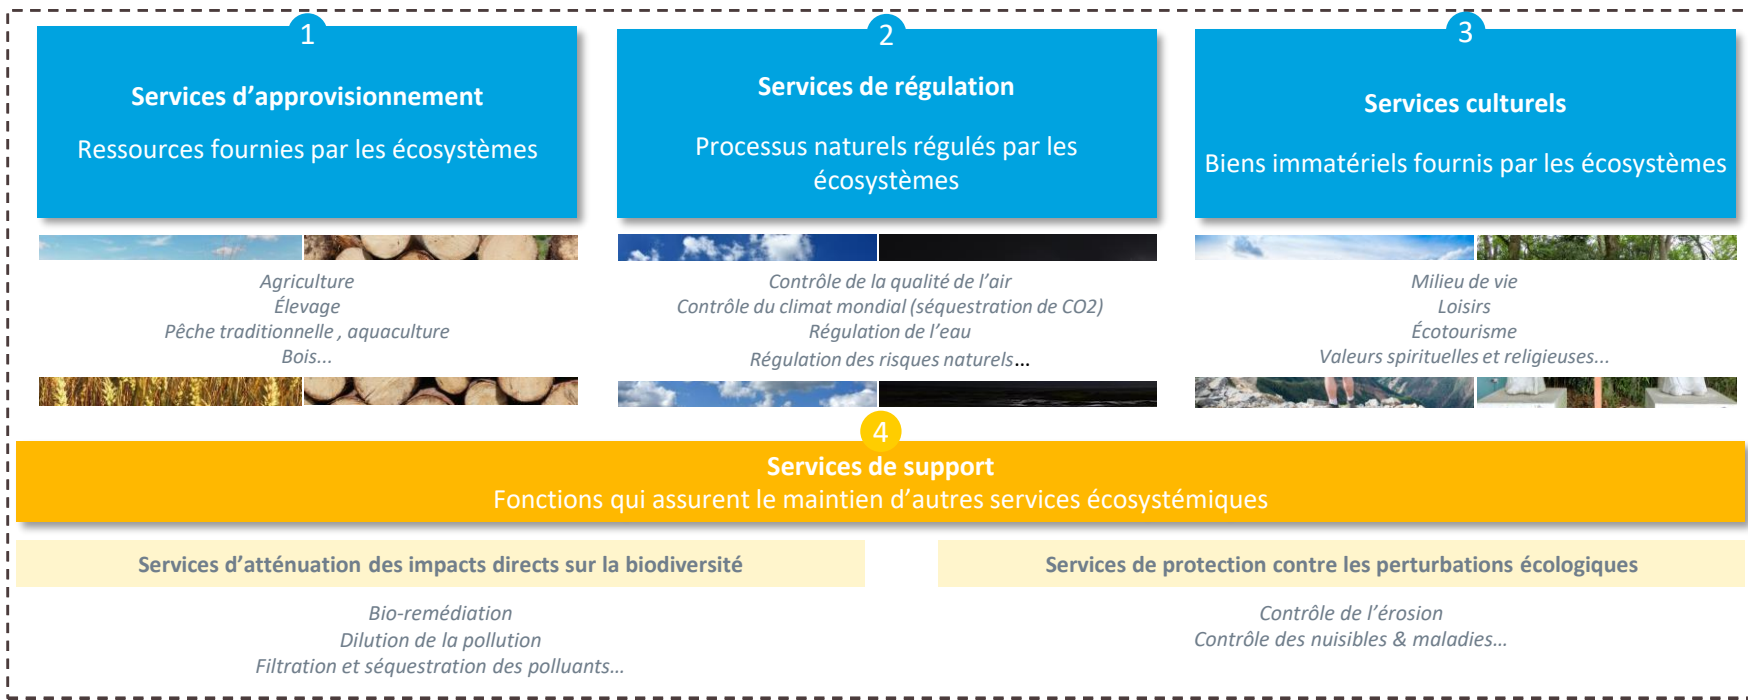 1
Services d’approvisionnement
Ressources fournies par les écosystèmes
Agriculture
Élevage
Pêche traditionnelle , aquaculture
Bois...
2
Services de régulation
Processus naturels régulés par les
écosystèmes
Contrôle de la qualité de l’air
Contrôle du climat mondial (séquestration de CO2)
Régulation de l’eau
Régulation des risques naturels...
3
Services culturels
Biens immatériels fournis par les écosystèmes
Milieu de vie
Loisirs
Écotourisme
Valeurs spirituelles et religieuses...
4
Services de support
Fonctions qui assurent le maintien d’autres services écosystémiques
Services d’atténuation des impacts directs sur la biodiversité
Bio-remédiation
Dilution de la pollution
Filtration et séquestration des polluants…
Services de protection contre les perturbations écologiques
Contrôle de l’érosion
Contrôle des nuisibles & maladies…